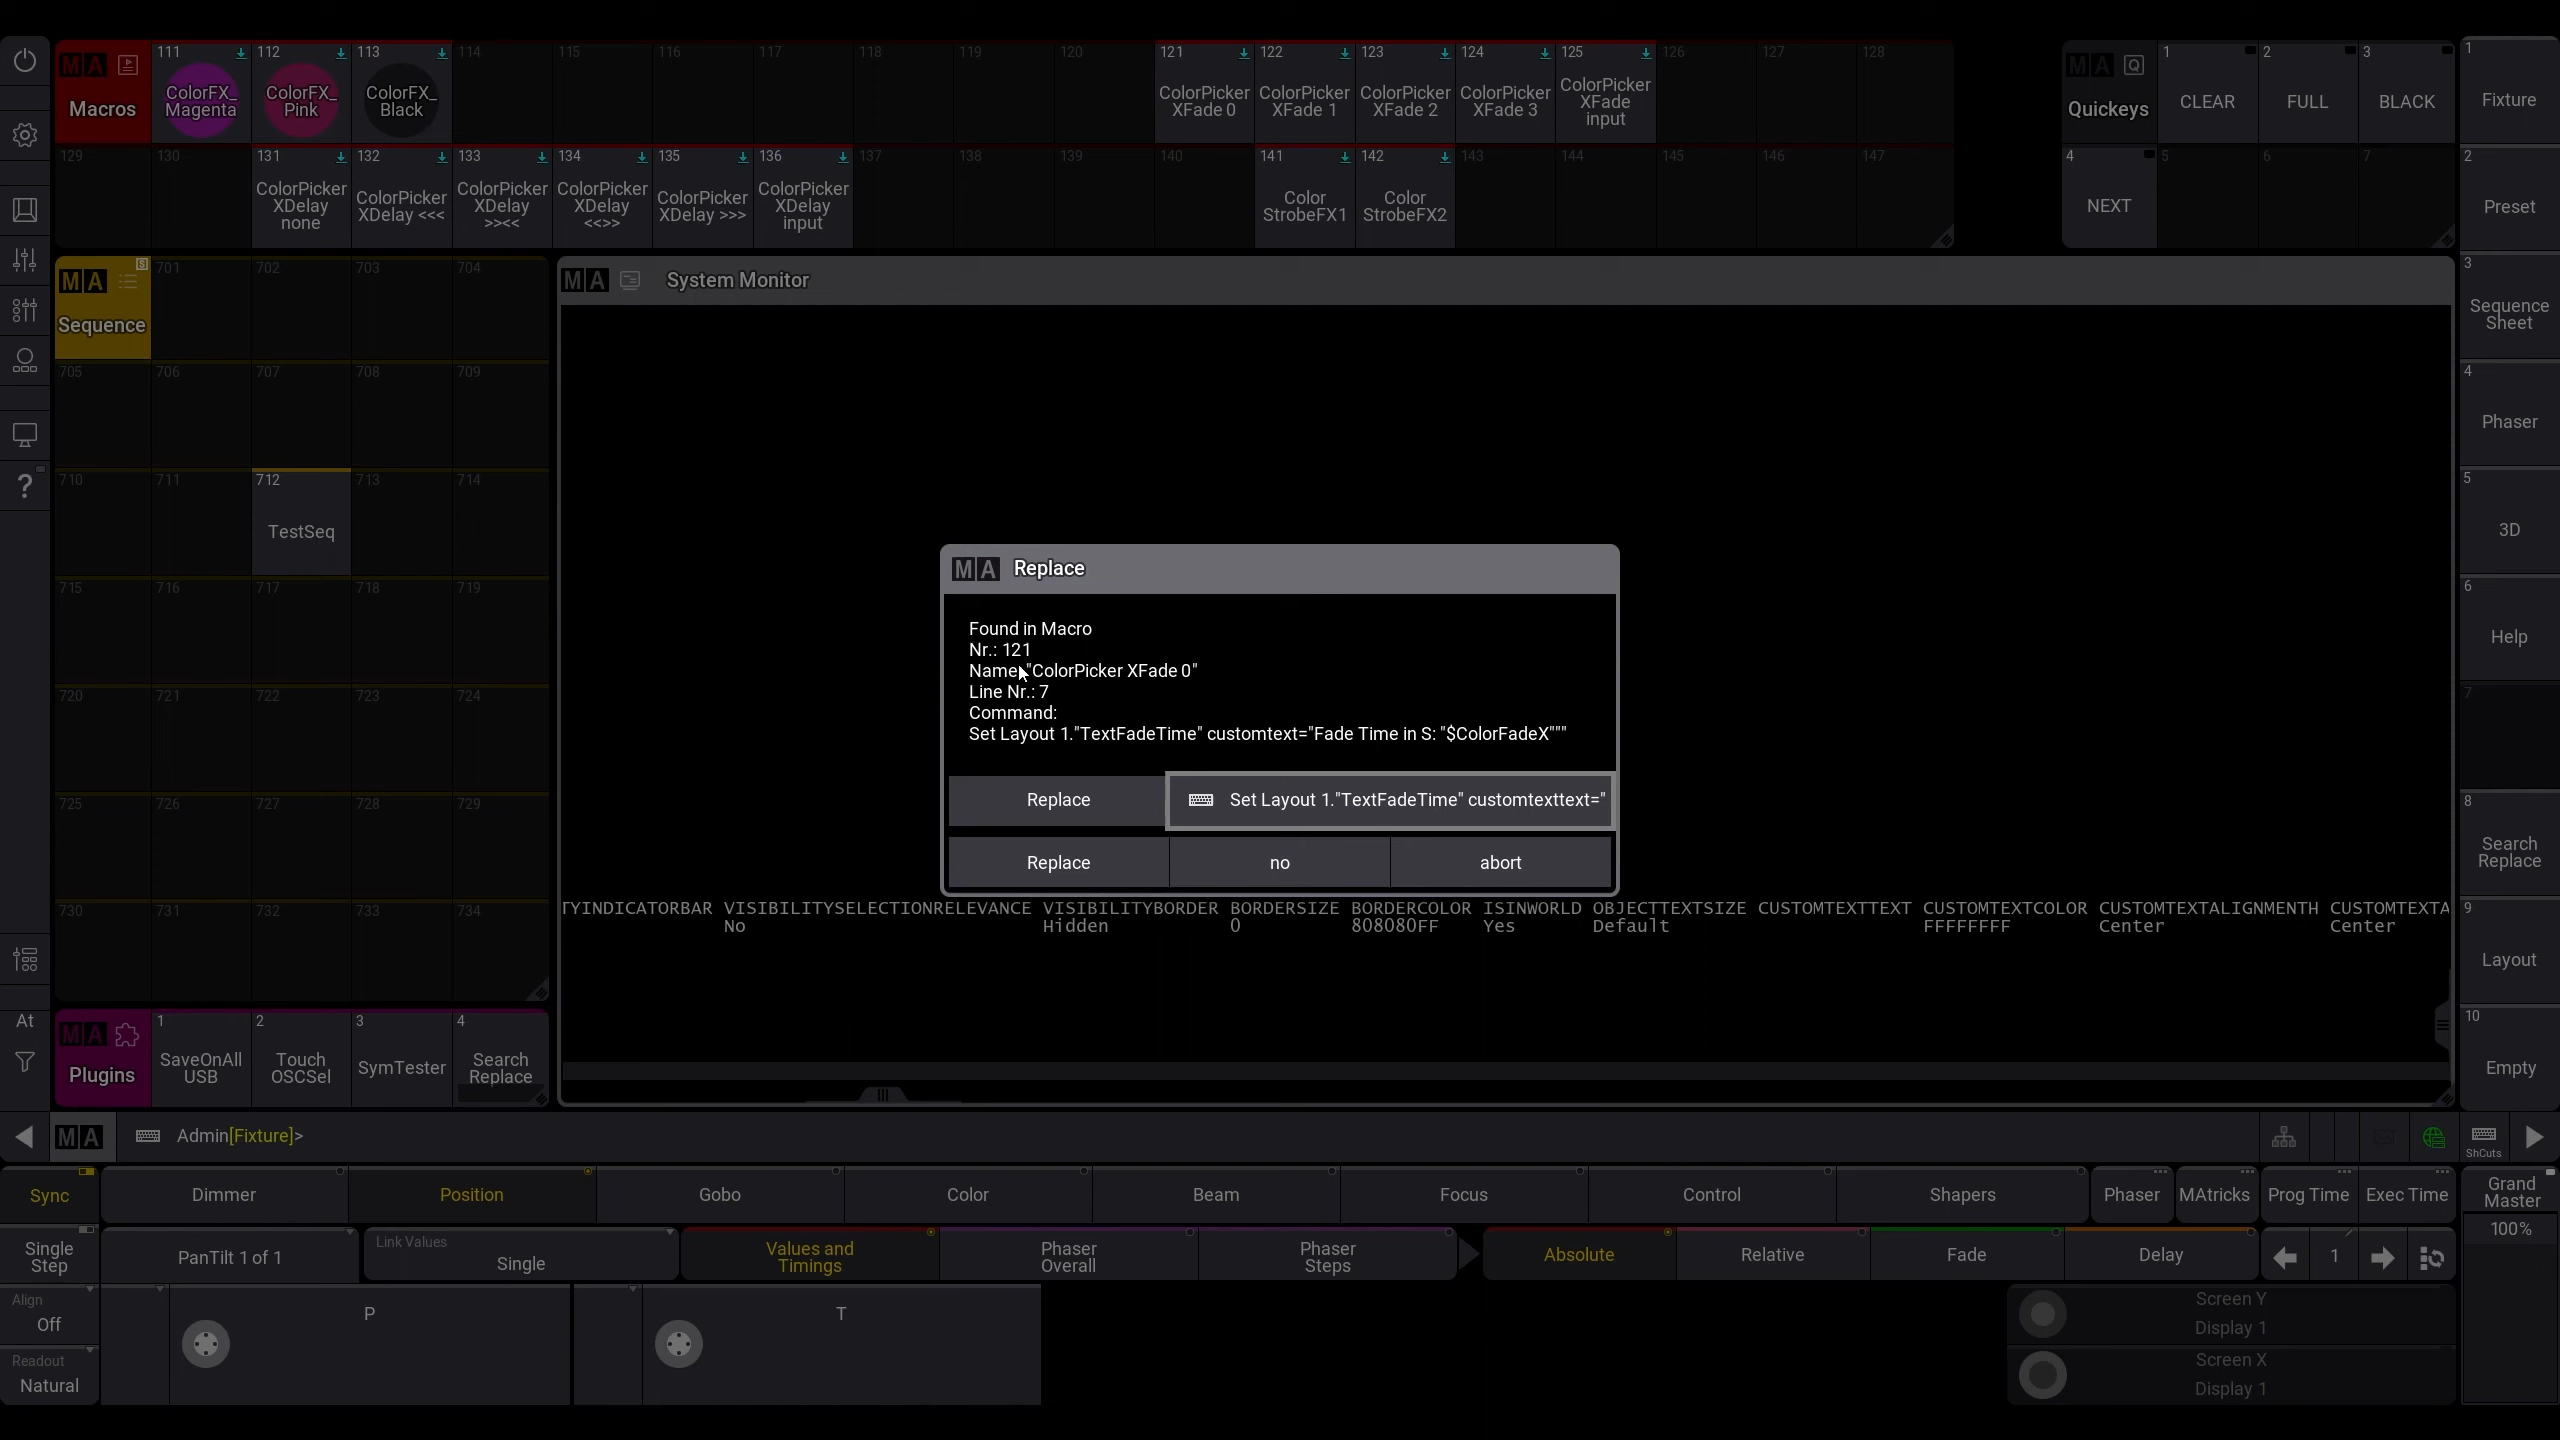 MA
Macros
111
ColorFX_
Magenta
112
ColorFX_
Pink
113
ColorFX_
Black
114
115
116
117
118
119
120
121
ColorPicker
XFade 0
122
ColorPicker
XFade 1
123
ColorPicker
XFade 2
124
ColorPicker
XFade 3
125
ColorPicker
XFade
input
126
127
128
MA
Quickeys
1
CLEAR
2
FULL
3
BLACK
1
Fixture
129
130
131
ColorPicker
XDelay
none
132
ColorPicker
XDelay <<<
133
ColorPicker
XDelay
>><<
134
ColorPicker
XDelay
<<>>
135
ColorPicker
XDelay >>>
136
ColorPicker
XDelay
input
137
138
139
140
141
Color
StrobeFX1
142
Color
StrobeFX2
143
144
145
146
147
4
NEXT
5
6
7
2
Preset
MA
Sequence
701
702
703
704
705
706
707
708
709
710
711
712
TestSeq
713
714
715
716
717
718
719
720
721
722
723
724
725
726
727
728
729
730
731
732
733
734
MA
System Monitor
3
Sequence
Sheet
4
Phaser
5
3D
6
Help
7
8
Search
Replace
9
Layout
10
Empty
MA
Replace
Found in Macro
Nr.: 121
Name: "ColorPicker XFade 0"
Line Nr.: 7
Command:
Set Layout 1."TextFadeTime" customtext="Fade Time in S: "$ColorFadeX"""
Replace
Set Layout 1."TextFadeTime" customtexttext="
Replace
no
abort
TYINDICATORBAR VISIBILITYSELECTIONRELEVANCE VISIBILITYBORDER BORDERSIZE BORDERCOLOR ISINWORLD OBJECTTEXTSIZE CUSTOMTEXTTEXT CUSTOMTEXTCOLOR CUSTOMTEXTALIGNMENTH CUSTOMTEXTA
No Hidden 0 808080FF Yes Default FFFFFFFF Center Center
MA
Plugins
1
SaveOnAll
USB
2
Touch
OSCSel
3
SymTester
4
Search
Replace
?
At
MA
Admin[Fixture]>
ShCuts
Sync
Dimmer
Position
Gobo
Color
Beam
Focus
Control
Shapers
Phaser
MAtricks
Prog Time
Exec Time
Grand
Master
100%
Single
Step
PanTilt 1 of 1
Link Values
Single
Values and
Timings
Phaser
Overall
Phaser
Steps
Absolute
Relative
Fade
Delay
1
Align
Off
Readout
Natural
P
T
Screen Y
Display 1
Screen X
Display 1